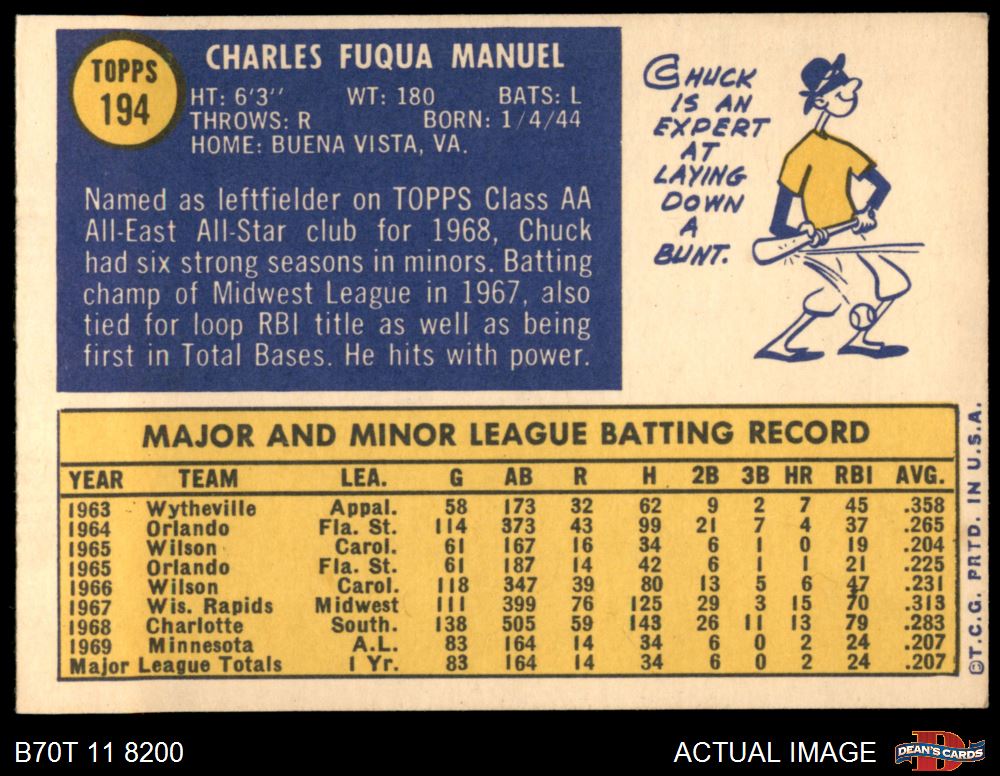 TOPPS
194
CHARLES FUQUA MANUEL
HT: 6'3'' WT: 180 BATS: L
THROWS: R BORN: 1/4/44
HOME: BUENA VISTA, VA.
Named as leftfielder on TOPPS Class AA
All-East All-Star club for 1968, Chuck
had six strong seasons in minors. Batting
champ of Midwest League in 1967, also
tied for loop RBI title as well as being
first in Total Bases. He hits with power.
CHUCK
IS AN
EXPERT
AT
LAYING
DOWN
A
BUNT.
MAJOR AND MINOR LEAGUE BATTING RECORD
YEAR TEAM LEA. G AB R H 2B 3B HR RBI AVG.
1963 Wytheville Appal. 58 173 32 62 9 2 7 45 .358
1964 Orlando Fla. St. 114 373 43 99 21 7 4 37 .265
1965 Wilson Carol. 61 167 16 34 6 1 0 19 .204
1965 Orlando Fla. St. 61 187 14 42 6 1 1 21 .225
1966 Wilson Carol. 118 347 39 80 13 5 6 47 .231
1967 Wis. Rapids Midwest 111 399 76 125 29 3 15 70 .313
1968 Charlotte South. 138 505 59 143 26 11 13 79 .283
1969 Minnesota A.L. 83 164 14 34 6 0 2 24 .207
Major League Totals 1 Yr. 83 164 14 34 6 0 2 24 .207
©T.C.G. PRTD. IN U.S.A.
B70T 11 8200
ACTUAL IMAGE
D
DEAN'S CARDS